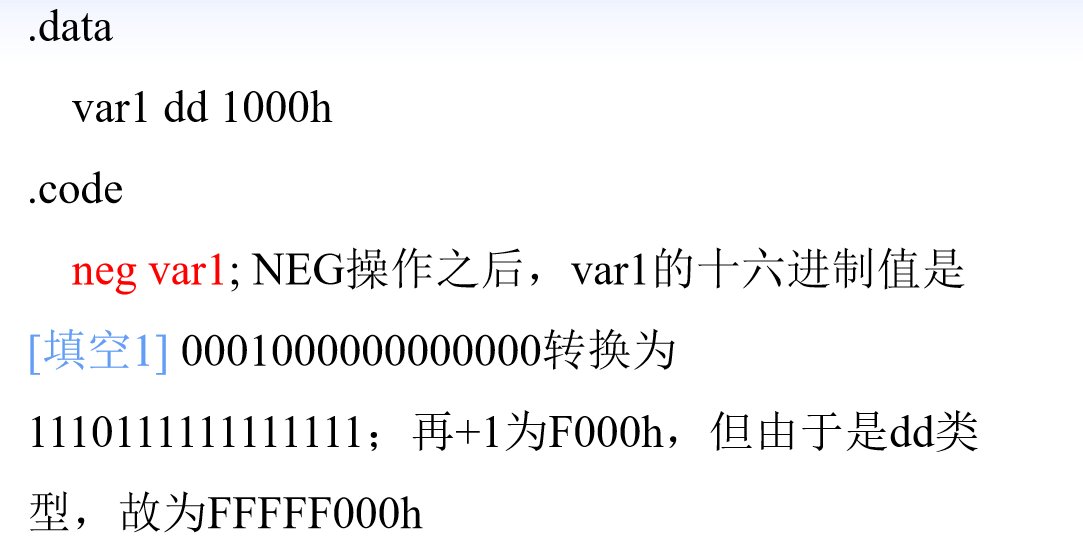 .data
var1 dd 1000h
.code
neg var1; NEG操作之后，var1的十六进制值是
[填空1] 0001000000000000转换为
1110111111111111；再+1为F000h，但由于是dd类
型，故为FFFFF000h